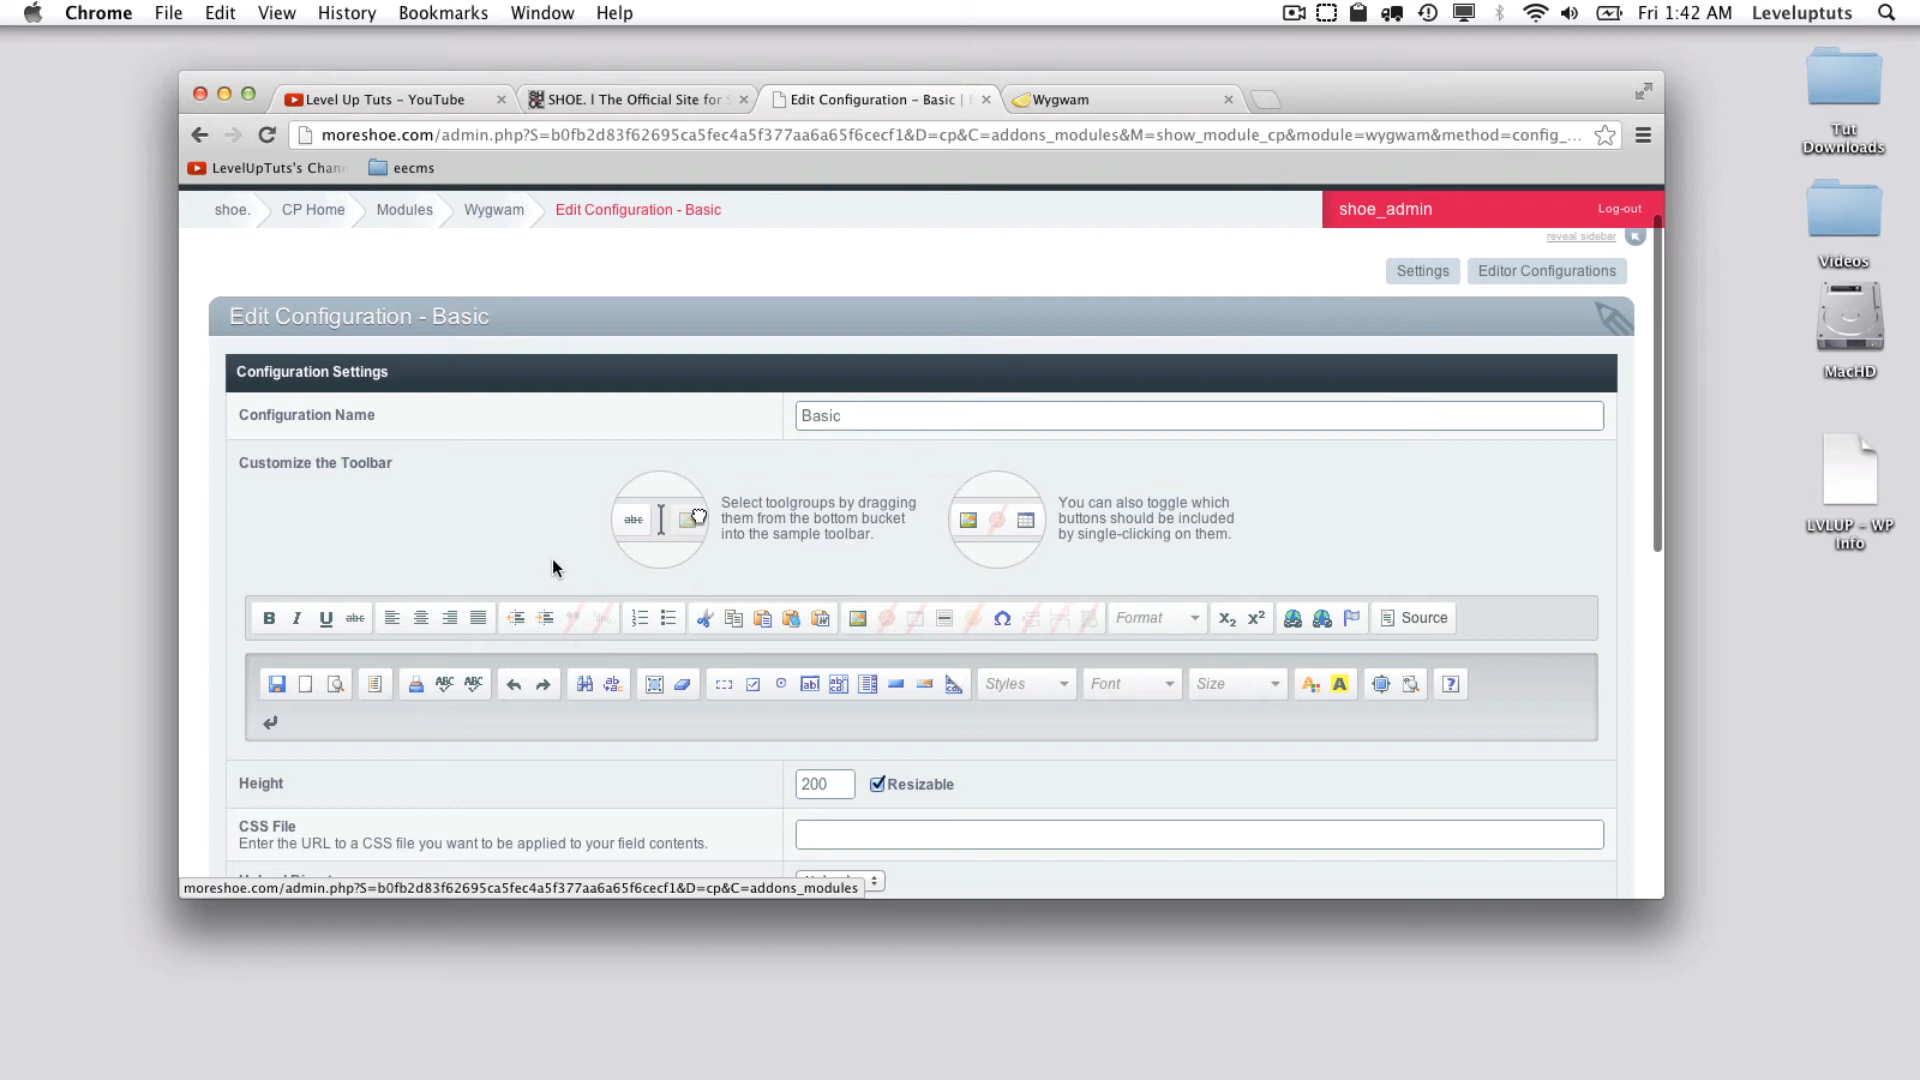 Chrome File Edit View History Bookmarks Window Help Fri 1:42 AM Leveluptuts
Level Up Tuts – YouTube SHOE. | The Official Site for Edit Configuration – Basic | Wygwam
moreshoe.com/admin.php?S=b0fb2d83f62695ca5fec4a5f377aa6a65f6cecf1&D=cp&C=addons_modules&M=show_module_cp&module=wygwam&method=config_...
LevelUpTuts's Chann eecms
shoe. CP Home Modules Wygwam Edit Configuration - Basic shoe_admin Log-out
reveal sidebar
Settings Editor Configurations
Edit Configuration - Basic
Configuration Settings
Configuration Name Basic
Customize the Toolbar
abc
Select toolgroups by dragging
them from the bottom bucket
into the sample toolbar.
You can also toggle which
buttons should be included
by single-clicking on them.
B I U abc Format X₂ X² Source
Styles Font Size
Height 200 Resizable
CSS File
Enter the URL to a CSS file you want to be applied to your field contents.
moreshoe.com/admin.php?S=b0fb2d83f62695ca5fec4a5f377aa6a65f6cecf1&D=cp&C=addons_modules
Tut
Downloads
Videos
MacHD
LVLUP – WP
Info